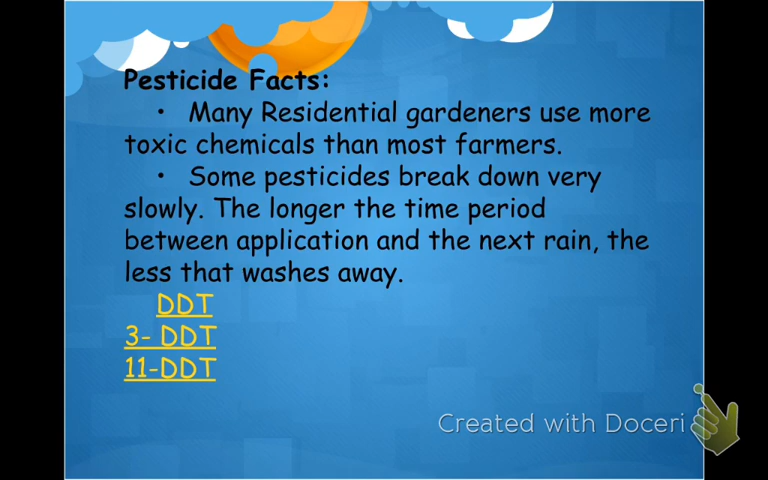 Pesticide Facts:
• Many Residential gardeners use more
toxic chemicals than most farmers.
• Some pesticides break down very
slowly. The longer the time period
between application and the next rain, the
less that washes away.
DDT
3- DDT
11-DDT
Created with Doceri